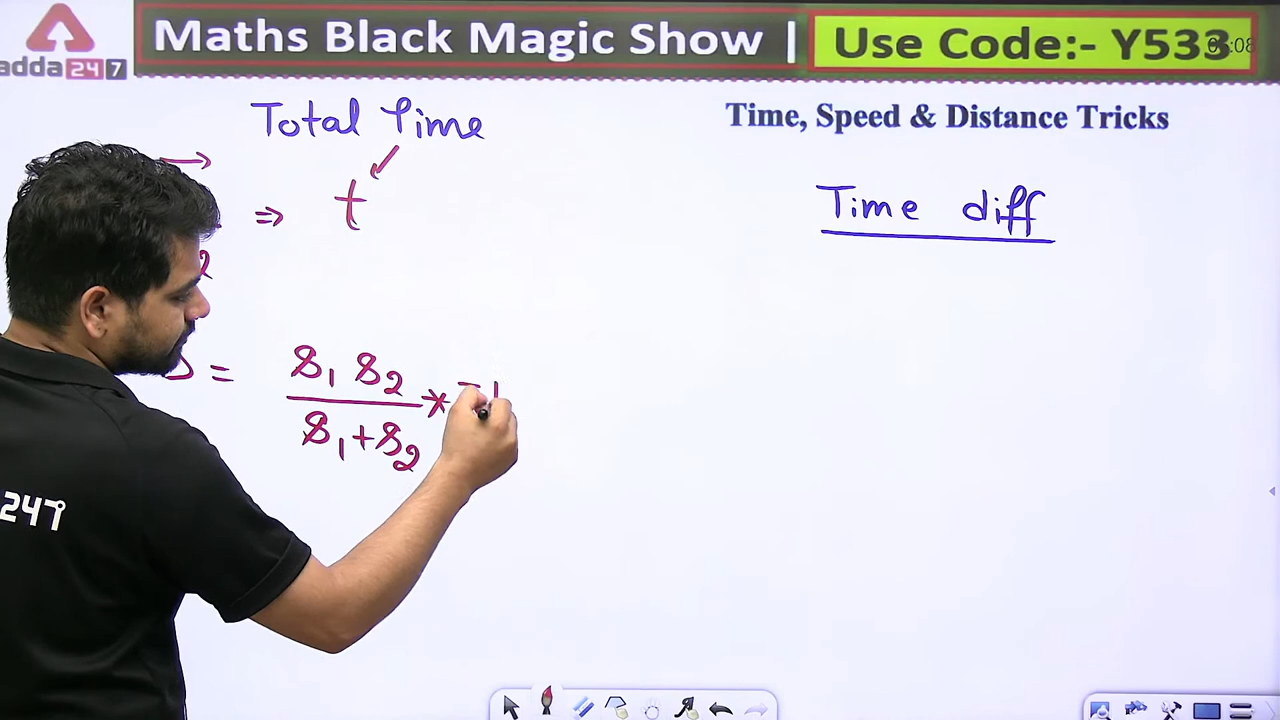 Maths Black Magic Show | Use Code:- Y533
adda247
Total Time
Time, Speed & Distance Tricks
⇒ t
Time diff
2
D = S₁ S₂ / S₁+S₂ *
247